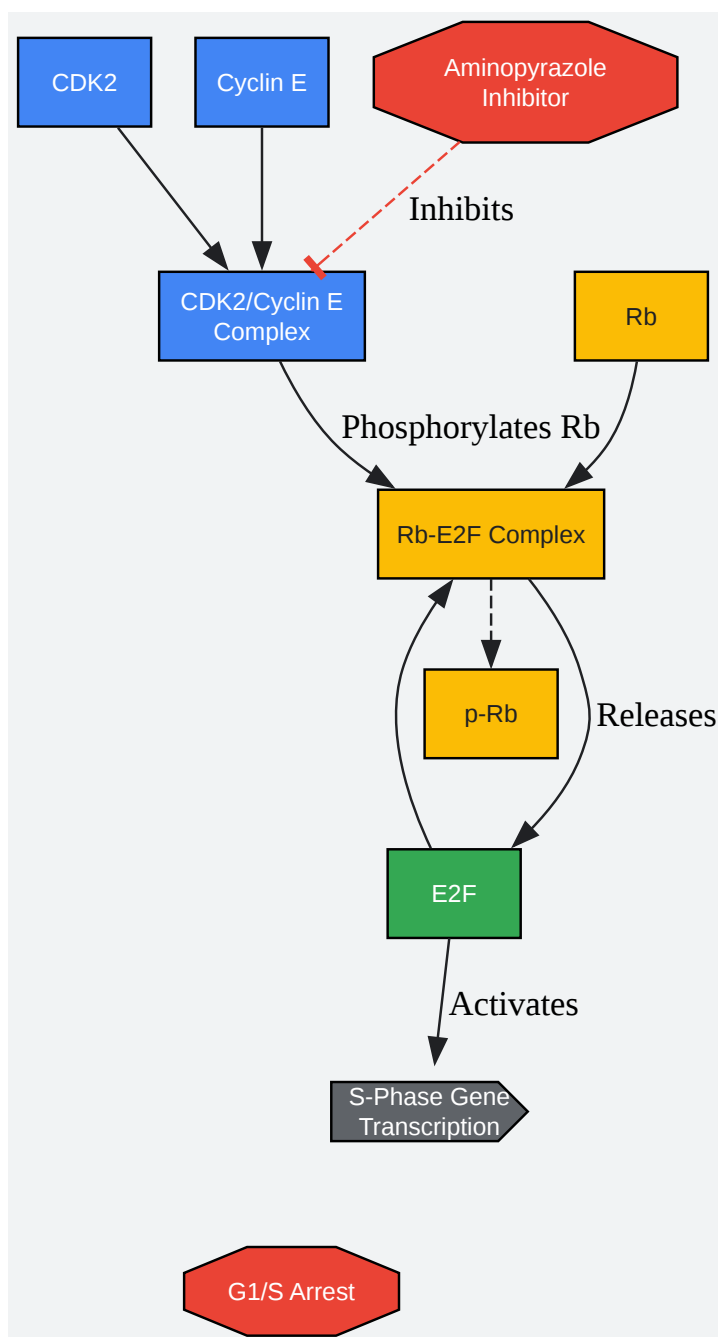 CDK2
Cyclin E
Aminopyrazole
Inhibitor
Inhibits
CDK2/Cyclin E
Complex
Rb
Phosphorylates Rb
Rb-E2F Complex
p-Rb
Releases
E2F
Activates
S-Phase Gene
Transcription
G1/S Arrest